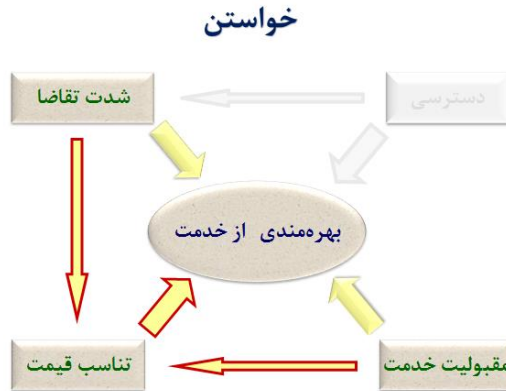 خواستن
دسترسی
شدت تقاضا
بهره‌مندی از خدمت
مقبولیت خدمت
تناسب قیمت